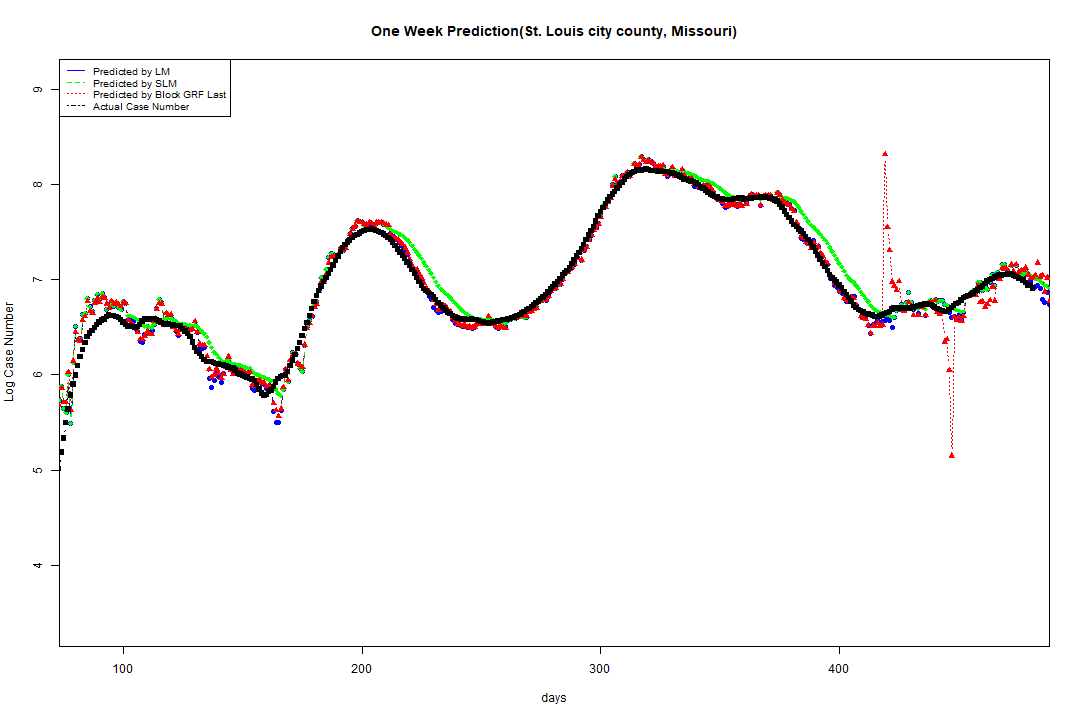 One Week Prediction(St. Louis city county, Missouri)
Predicted by LM
Predicted by SLM
Predicted by Block GRF Last
Actual Case Number
9
8
7
6
5
4
Log Case Number
100 200 300 400
days